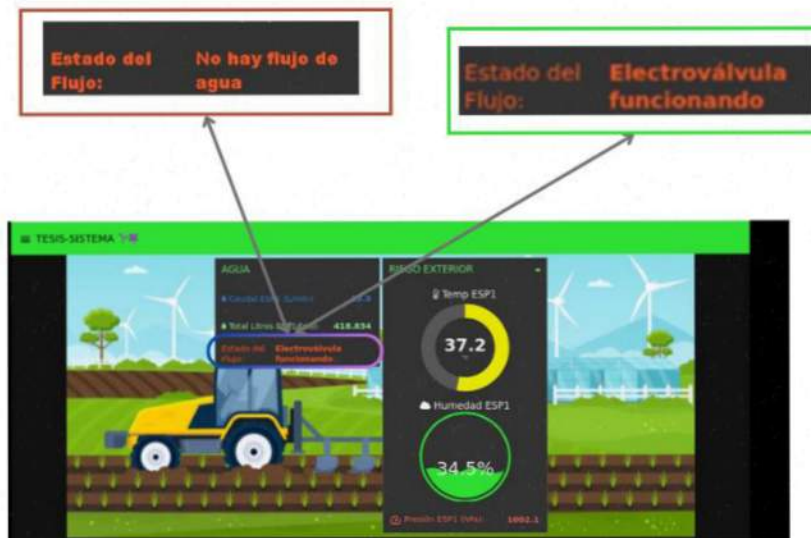 Estado del Flujo: No hay flujo de agua
Estado del Flujo: Electroválvula funcionando
≡ TESIS-SISTEMA
AGUA
Caudal
Total Litros 418.834
Estado del Flujo: Electroválvula funcionando
RIEGO EXTERIOR
Temp ESP1
37.2
Humedad ESP1
34.5%
Presión ESP1 (hPa): 1002.1